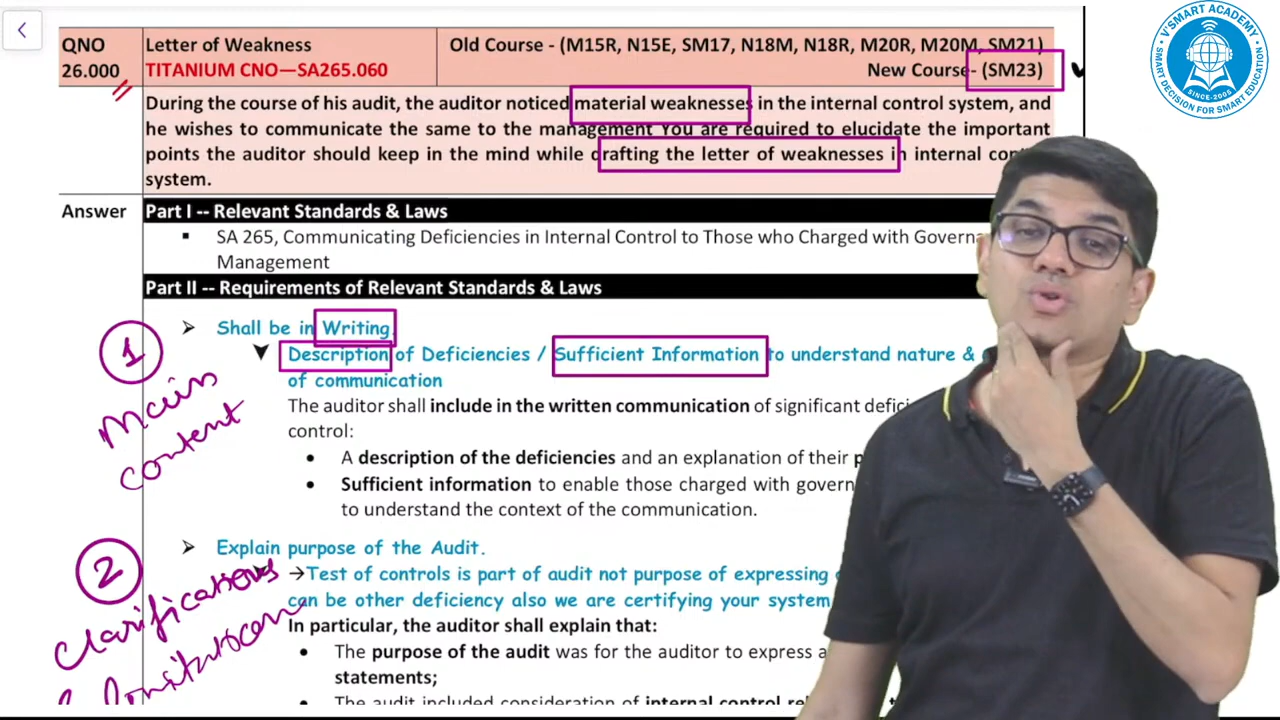 QNO
26.000
Letter of Weakness
TITANIUM CNO—SA265.060
Old Course - (M15R, N15E, SM17, N18M, N18R, M20R, M20M, SM21)
New Course- (SM23)
During the course of his audit, the auditor noticed material weaknesses in the internal control system, and
he wishes to communicate the same to the management You are required to elucidate the important
points the auditor should keep in the mind while drafting the letter of weaknesses in internal
system.
Answer
Part I -- Relevant Standards & Laws
▪ SA 265, Communicating Deficiencies in Internal Control to Those who Charged with
Management
Part II -- Requirements of Relevant Standards & Laws
➢ Shall be in Writing.
Description of Deficiencies / Sufficient Information to understand nature &
of communication
The auditor shall include in the written communication of significant
control:
• A description of the deficiencies and an explanation of their
• Sufficient information to enable those charged with
to understand the context of the communication.
➢ Explain purpose of the Audit.
→Test of controls is part of audit not purpose of expressing
can be other deficiency also we are certifying your system
In particular, the auditor shall explain that:
• The purpose of the audit was for the auditor to express
statements;
• The audit included consideration of internal control
1
Main
content
2
Clarifications
V'SMART ACADEMY
SINCE-2005
SMART DECISION FOR SMART EDUCATION